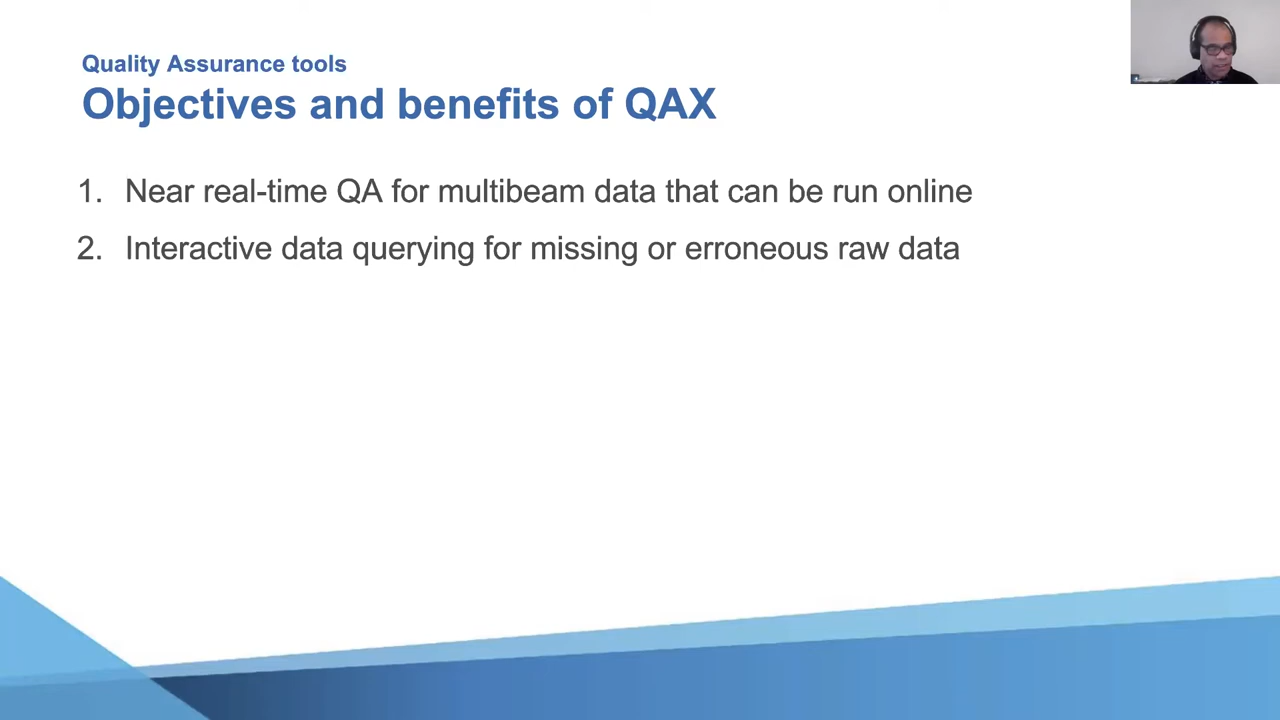 Quality Assurance tools
Objectives and benefits of QAX
1. Near real-time QA for multibeam data that can be run online
2. Interactive data querying for missing or erroneous raw data